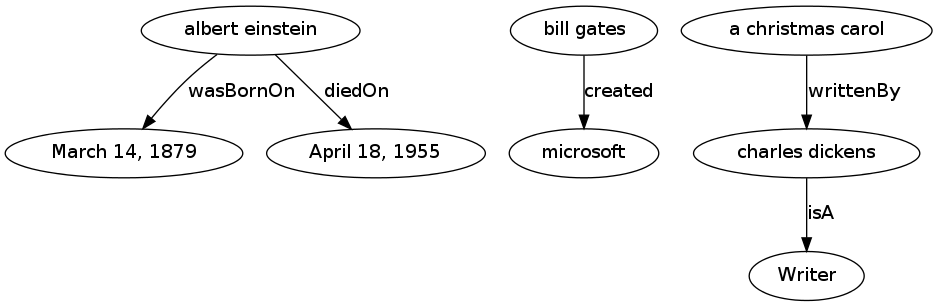 albert einstein
bill gates
a christmas carol
wasBornOn
diedOn
created
writtenBy
March 14, 1879
April 18, 1955
microsoft
charles dickens
isA
Writer